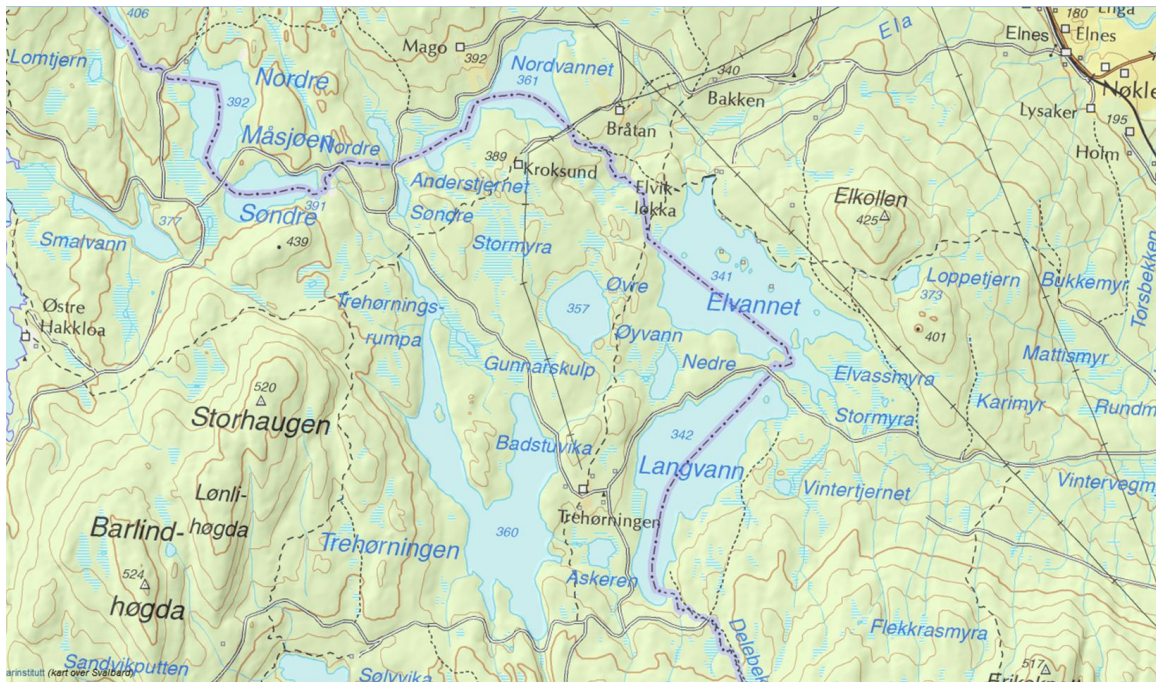 406
Lomtjern
Mago
392
Nordvannet
361
Ela
180
Elnes
Elnes
Nordre
392
Måsjøen
Nordre
340
Bakken
Bråtan
Lysaker
Nøkle
195
Holm
389
Kroksund
Anderstjernet
Søndre
391
Søndre
Elvik
løkka
Elkollen
425
377
Smalvann
439
Stormyra
341
Elvannet
Øvre
357
Loppetjern
373
401
Bukkemyr
Torsbekken
Østre
Hakkloa
Trehørnings-
rumpa
Øyvann
Nedre
Gunnarskulp
Elvassmyra
Mattismyr
520
Storhaugen
Stormyra
Karimyr
Rundm
342
Langvann
Badstuvika
Lønli-
høgda
Vintertjernet
Vintervegmy
Barlind-
høgda
524
Trehørningen
Trehørningen
360
Askeren
Delebek
Flekkrasmyra
Sandvikputten
Sølyvika
517
arinstitutt (kart over Svalbard)